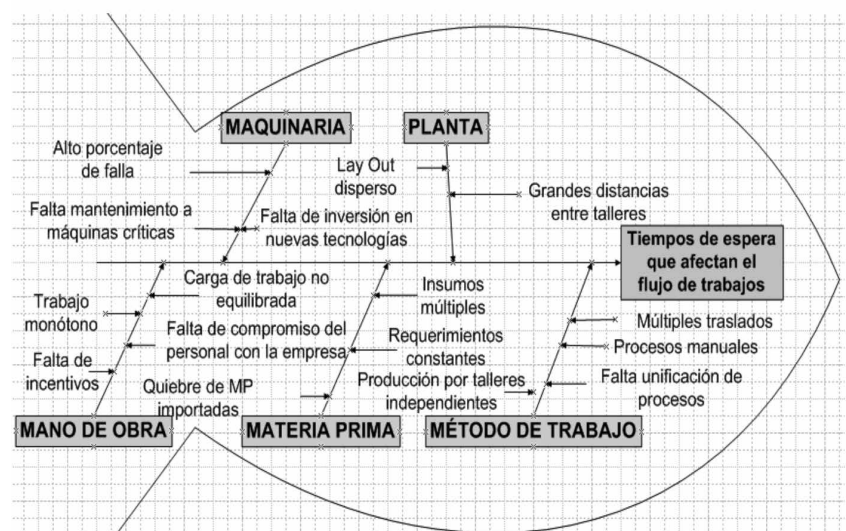 MAQUINARIA
PLANTA
Alto porcentaje
de falla
Lay Out
disperso
Grandes distancias
entre talleres
Falta mantenimiento a
máquinas críticas
Falta de inversión en
nuevas tecnologías
Tiempos de espera
que afectan el
flujo de trabajos
Carga de trabajo no
equilibrada
Insumos
múltiples
Trabajo
monótono
Múltiples traslados
Falta de compromiso del
personal con la empresa
Requerimientos
constantes
Procesos manuales
Falta de
incentivos
Quiebre de MP
importadas
Producción por talleres
independientes
Falta unificación de
procesos
MANO DE OBRA
MATERIA PRIMA
MÉTODO DE TRABAJO